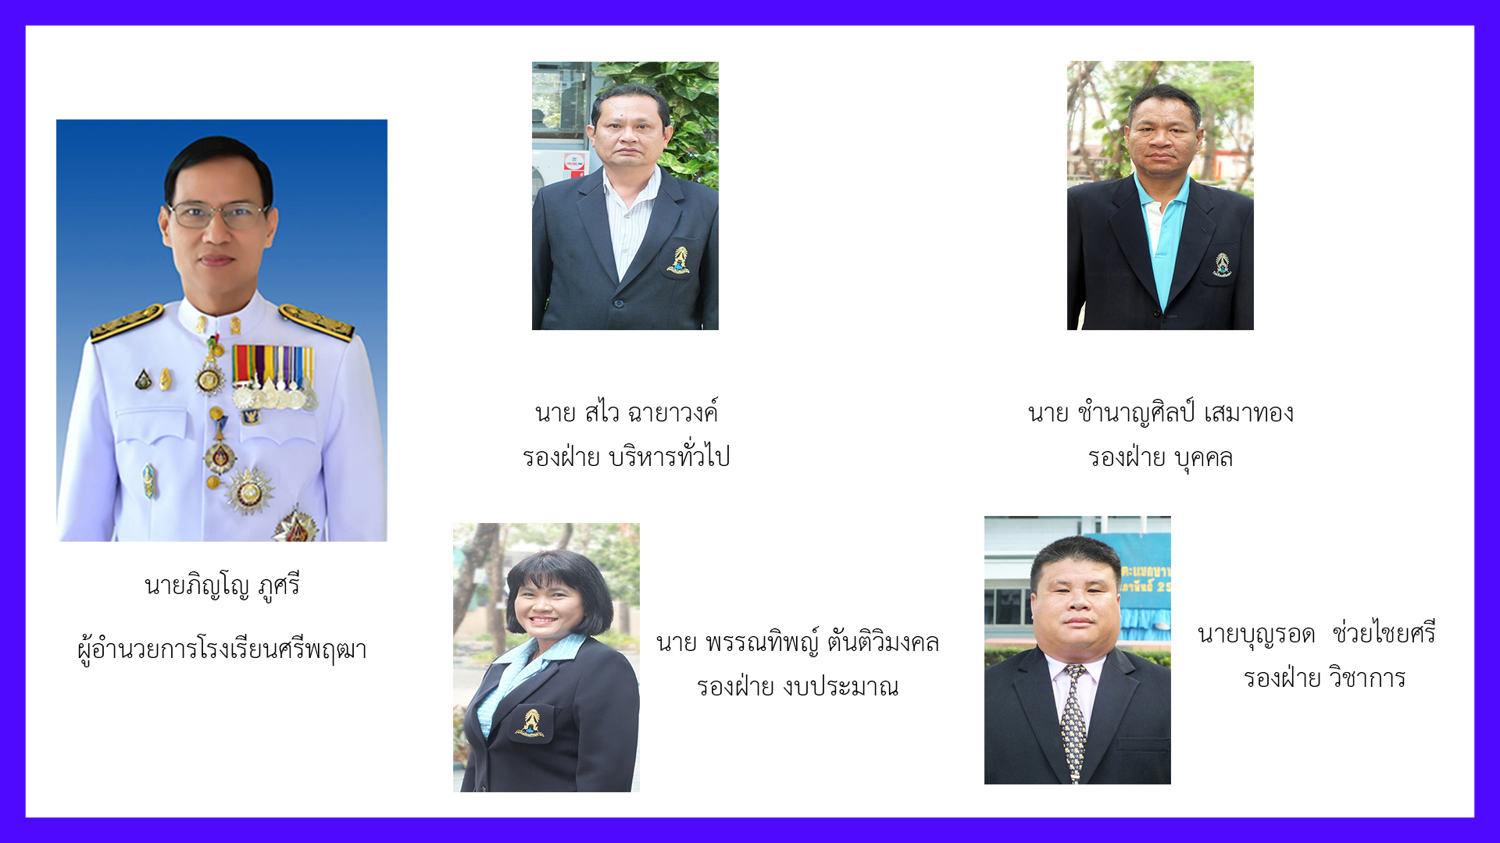 นายภิญโญ ภูศรี
ผู้อำนวยการโรงเรียนศรีพฤฒา
นาย สไว ฉายาวงค์
รองฝ่าย บริหารทั่วไป
นาย ชำนาญศิลป์ เสมาทอง
รองฝ่าย บุคคล
นาย พรรณทิพญ์ ตันติวิมงคล
รองฝ่าย งบประมาณ
นายบุญรอด  ช่วยไชยศรี
รองฝ่าย วิชาการ